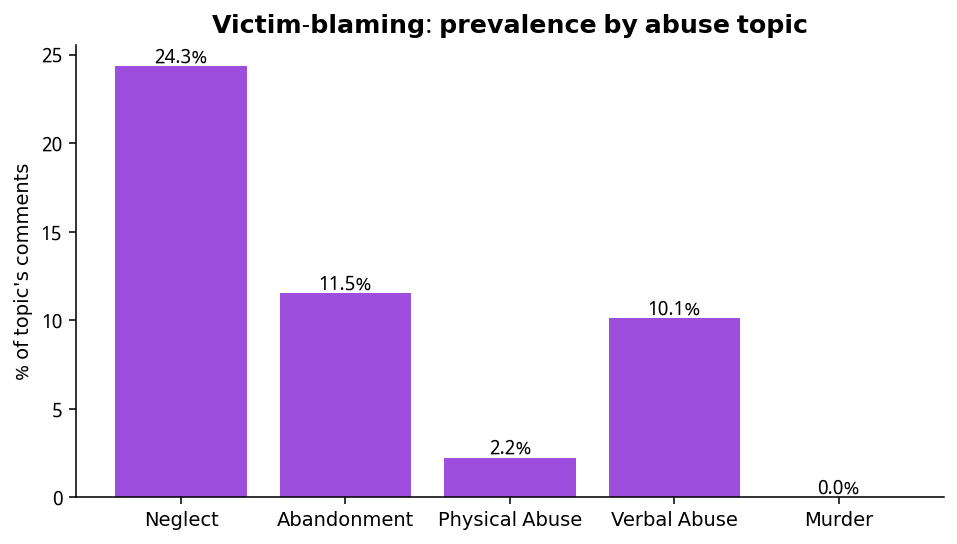 Victim-blaming: prevalence by abuse topic
% of topic's comments
25
20
15
10
5
0
24.3%
11.5%
2.2%
10.1%
0.0%
Neglect
Abandonment
Physical Abuse
Verbal Abuse
Murder